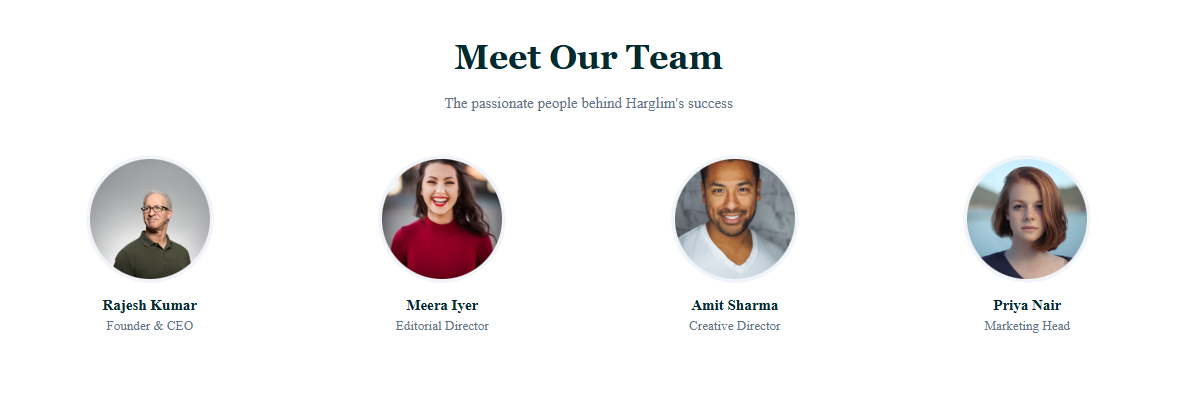 Meet Our Team
The passionate people behind Harglim's success
Rajesh Kumar
Founder & CEO
Meera Iyer
Editorial Director
Amit Sharma
Creative Director
Priya Nair
Marketing Head